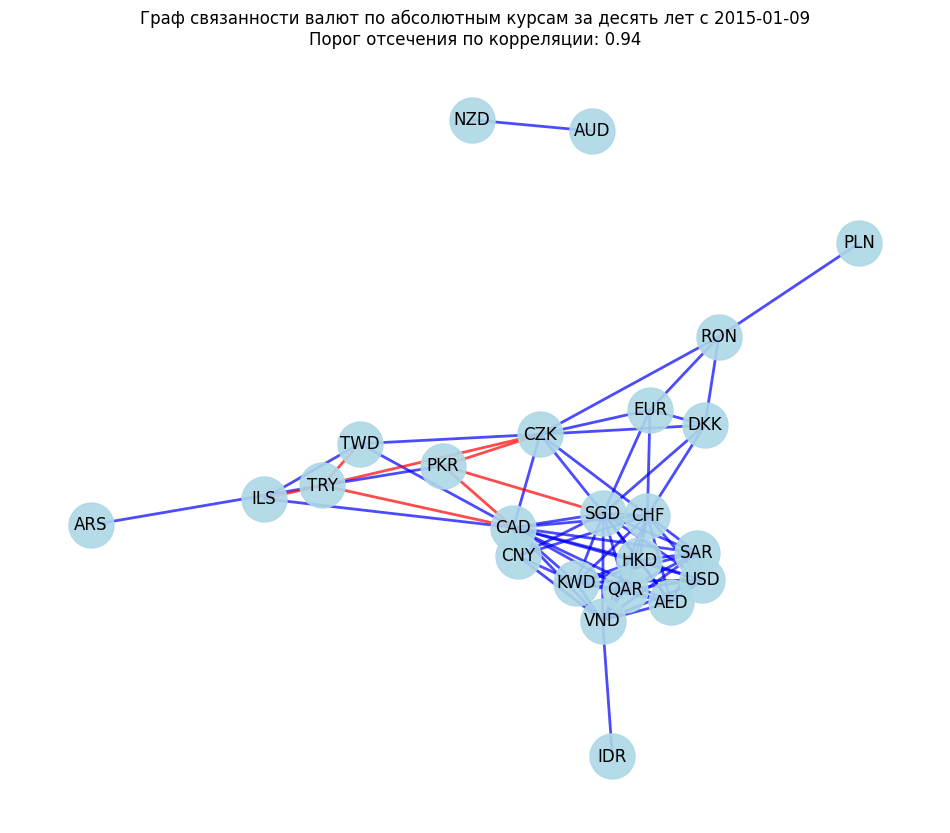 Граф связанности валют по абсолютным курсам за десять лет с 2015-01-09
Порог отсечения по корреляции: 0.94
NZD
AUD
PLN
RON
EUR
DKK
CZK
TWD
PKR
TRY
ILS
ARS
SGD
CHF
CAD
CNY
HKD
SAR
USD
KWD
QAR
AED
VND
IDR